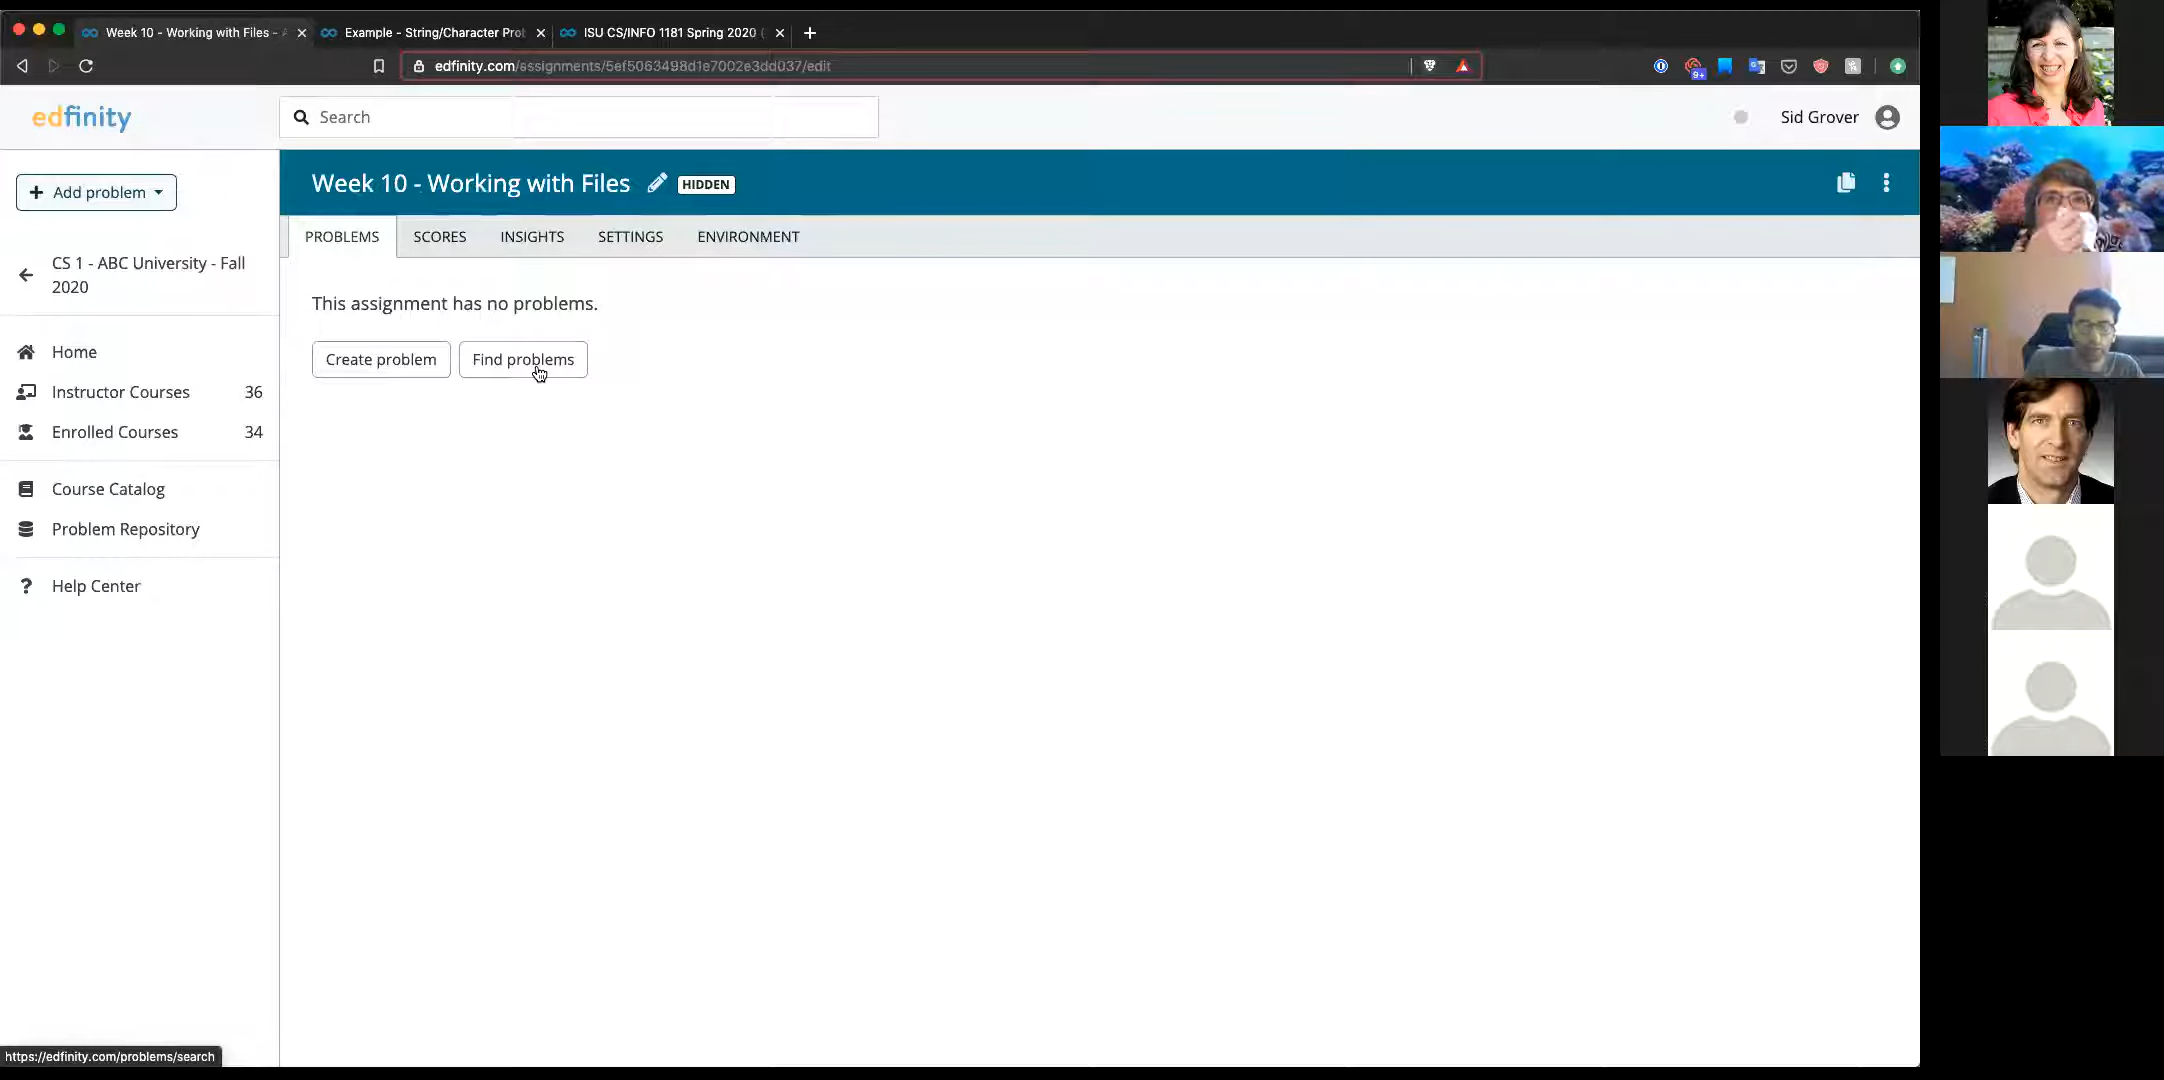 Week 10 - Working with Files -
Example - String/Character Pro
ISU CS/INFO 1181 Spring 2020 (
edfinity.com/assignments/5ef5063498d1e7002e3dd037/edit
9+
edfinity
Search
Sid Grover
Add problem
Week 10 - Working with Files
HIDDEN
PROBLEMS
SCORES
INSIGHTS
SETTINGS
ENVIRONMENT
CS 1 - ABC University - Fall
2020
This assignment has no problems.
Create problem
Find problems
Home
Instructor Courses 36
Enrolled Courses 34
Course Catalog
Problem Repository
Help Center
https://edfinity.com/problems/search